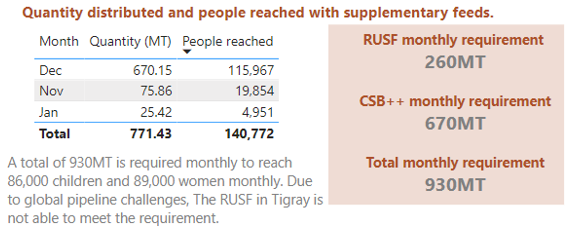 Quantity distributed and people reached with supplementary feeds.
Month Quantity (MT) People reached
Dec 670.15 115,967
Nov 75.86 19,854
Jan 25.42 4,951
Total 771.43 140,772
A total of 930MT is required monthly to reach
86,000 children and 89,000 women monthly. Due
to global pipeline challenges, The RUSF in Tigray is
not able to meet the requirement.
RUSF monthly requirement
260MT
CSB++ monthly requirement
670MT
Total monthly requirement
930MT